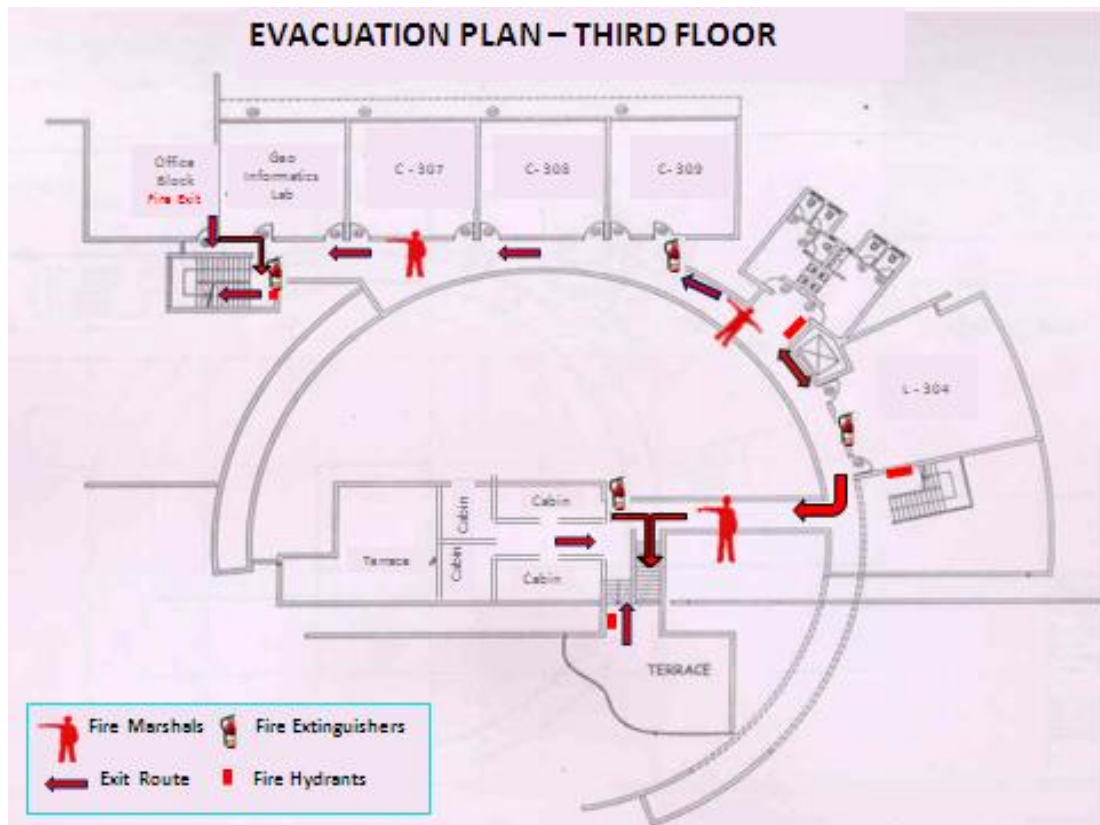 EVACUATION PLAN – THIRD FLOOR
Office
Block
Fire Exit
Geo
Informatics
Lab
C - 307
C- 308
C- 309
L - 304
Cabin
Cabin
Terrace
Cabin
Cabin
TERRACE
Fire Marshals
Fire Extinguishers
Exit Route
Fire Hydrants